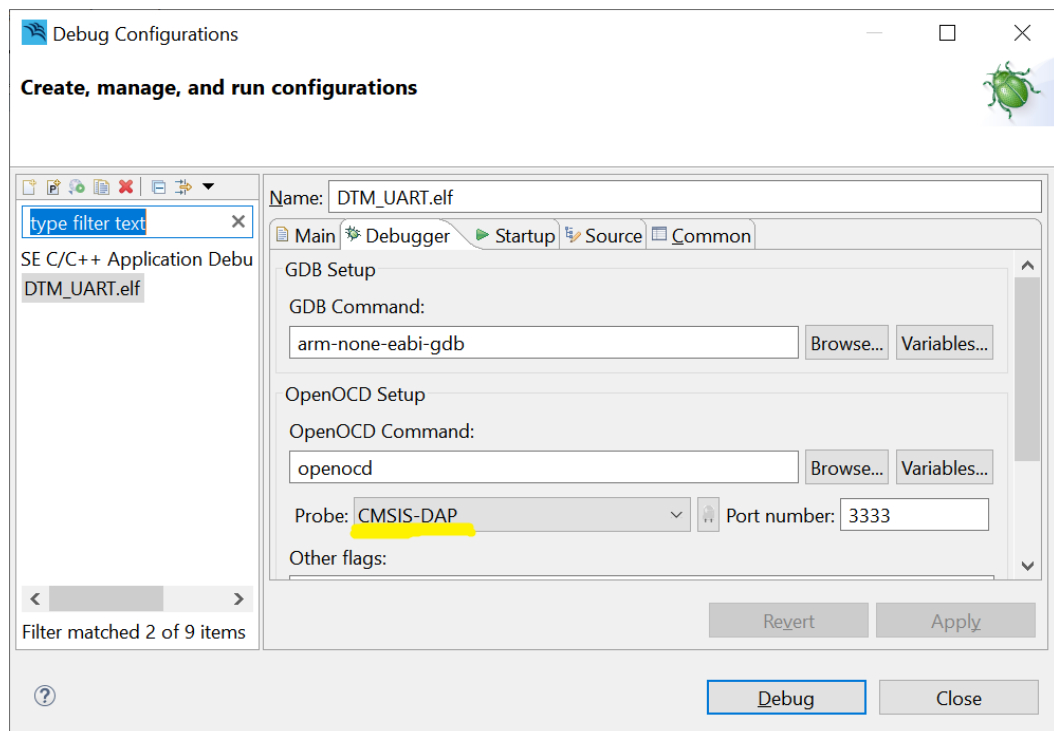 Debug Configurations
Create, manage, and run configurations
type filter text
SE C/C++ Application Debu
DTM_UART.elf
Filter matched 2 of 9 items
Name: DTM_UART.elf
Main Debugger Startup Source Common
GDB Setup
GDB Command:
arm-none-eabi-gdb Browse... Variables...
OpenOCD Setup
OpenOCD Command:
openocd Browse... Variables...
Probe: CMSIS-DAP Port number: 3333
Other flags:
Revert Apply
Debug Close